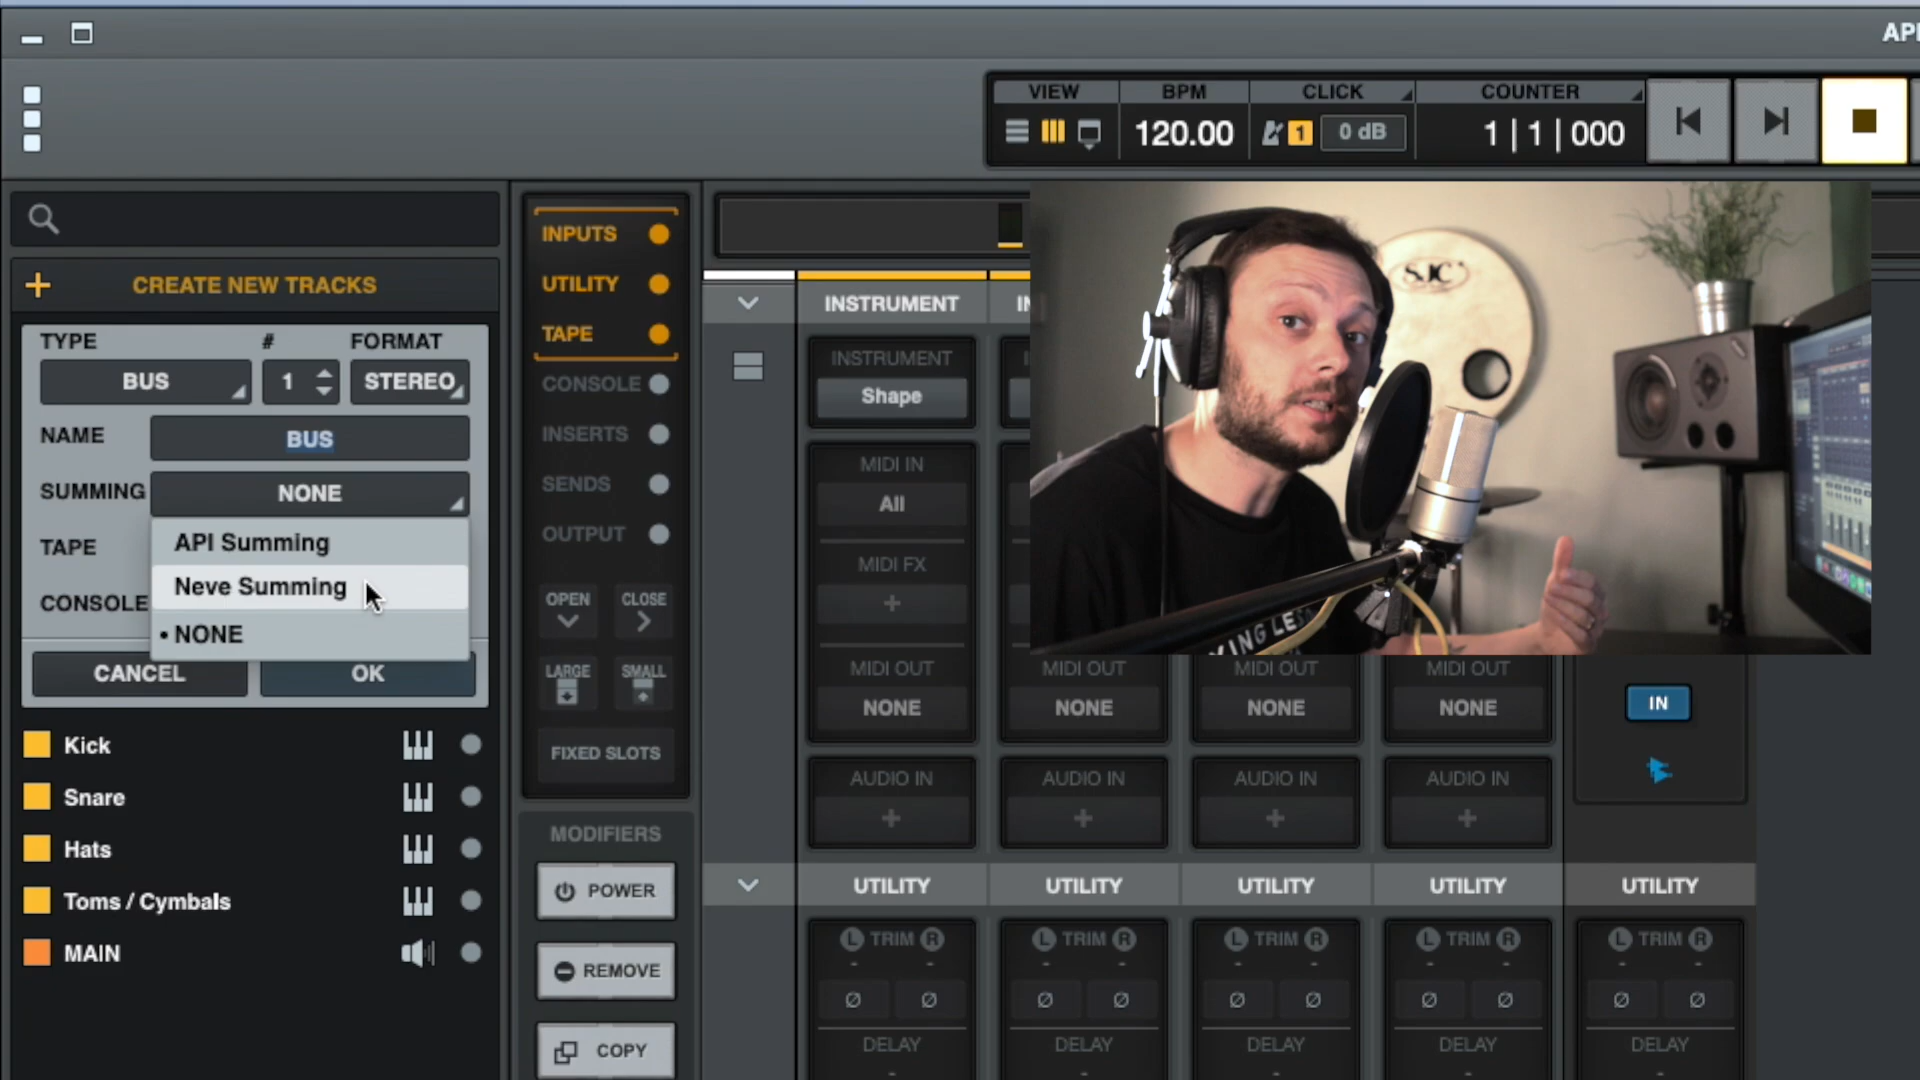 API
VIEW BPM CLICK COUNTER
120.00 1 0 dB 1 | 1 | 000
CREATE NEW TRACKS
TYPE # FORMAT
BUS 1 STEREO
NAME BUS
SUMMING NONE
API Summing
TAPE
Neve Summing
CONSOLE
• NONE
CANCEL OK
Kick
Snare
Hats
Toms / Cymbals
MAIN
INPUTS
UTILITY
TAPE
CONSOLE
INSERTS
SENDS
OUTPUT
OPEN CLOSE
LARGE SMALL
FIXED SLOTS
MODIFIERS
POWER
REMOVE
COPY
INSTRUMENT IN
INSTRUMENT I
Shape
MIDI IN
All
MIDI FX
+
SJC
MIDI OUT MIDI OUT MIDI OUT MIDI OUT
NONE NONE NONE NONE
IN
AUDIO IN AUDIO IN AUDIO IN AUDIO IN
+ + + +
UTILITY UTILITY UTILITY UTILITY UTILITY
L TRIM R L TRIM R L TRIM R L TRIM R L TRIM R
- - - - - - - - - -
Ø Ø Ø Ø Ø Ø Ø Ø Ø Ø
DELAY DELAY DELAY DELAY DELAY
- - - - -